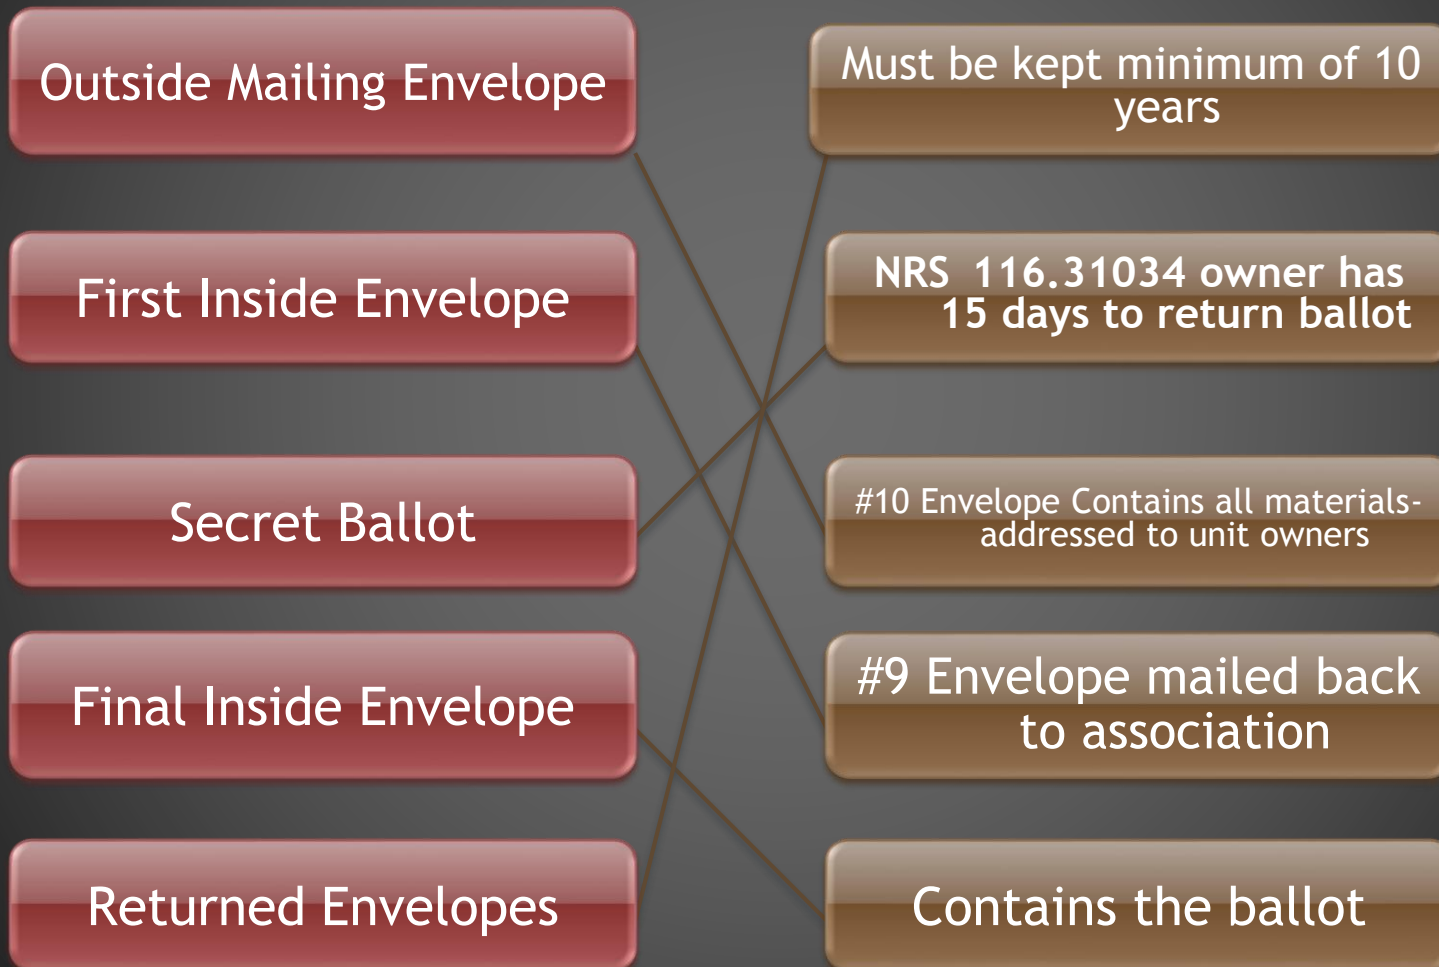 Outside Mailing Envelope
Must be kept minimum of 10
years
First Inside Envelope
NRS 116.31034 owner has
15 days to return ballot
Secret Ballot
#10 Envelope Contains all materials-
addressed to unit owners
Final Inside Envelope
#9 Envelope mailed back
to association
Returned Envelopes
Contains the ballot